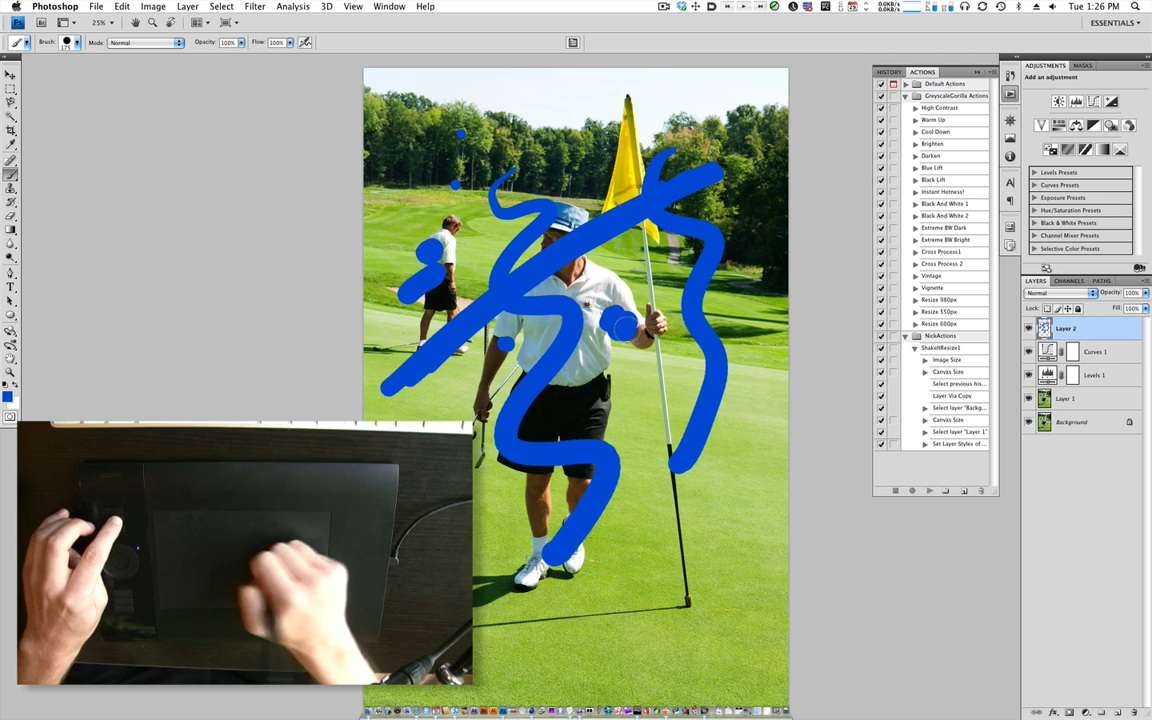 Photoshop File Edit Image Layer Select Filter Analysis 3D View Window Help
0.0KB/s
0.0KB/s
Tue 1:26 PM
25%
ESSENTIALS
Brush: 175 Mode: Normal Opacity: 100% Flow: 100%
HISTORY ACTIONS
Default Actions
GreyscaleGorilla Actions
High Contrast
Warm Up
Cool Down
Brighten
Darken
Blue Lift
Black Lift
Instant Hotness!
Black And White 1
Black And White 2
Extreme BW Dark
Extreme BW Bright
Cross Process1
Cross Process 2
Vintage
Vignette
Resize 980px
Resize 550px
Resize 600px
NickActions
ShakeItResize1
Image Size
Canvas Size
Select previous his...
Layer Via Copy
Select layer "Backg...
Canvas Size
Select layer "Layer 1"
Set Layer Styles of ...
ADJUSTMENTS MASKS
Add an adjustment
Levels Presets
Curves Presets
Exposure Presets
Hue/Saturation Presets
Black & White Presets
Channel Mixer Presets
Selective Color Presets
LAYERS CHANNELS PATHS
Normal Opacity: 100%
Lock: Fill: 100%
Layer 2
Curves 1
Levels 1
Layer 1
Background